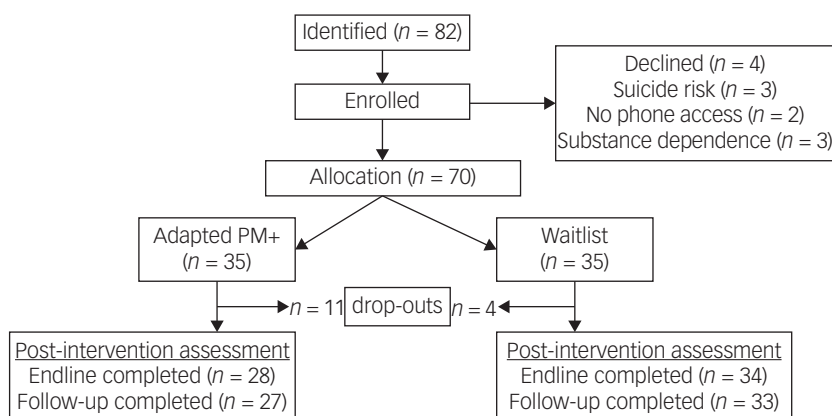 Identified (n = 82)
Declined (n = 4)
Suicide risk (n = 3)
No phone access (n = 2)
Substance dependence (n = 3)
Enrolled
Allocation (n = 70)
Adapted PM+
(n = 35)
Waitlist
(n = 35)
n = 11 drop-outs n = 4
Post-intervention assessment
Endline completed (n = 28)
Follow-up completed (n = 27)
Post-intervention assessment
Endline completed (n = 34)
Follow-up completed (n = 33)